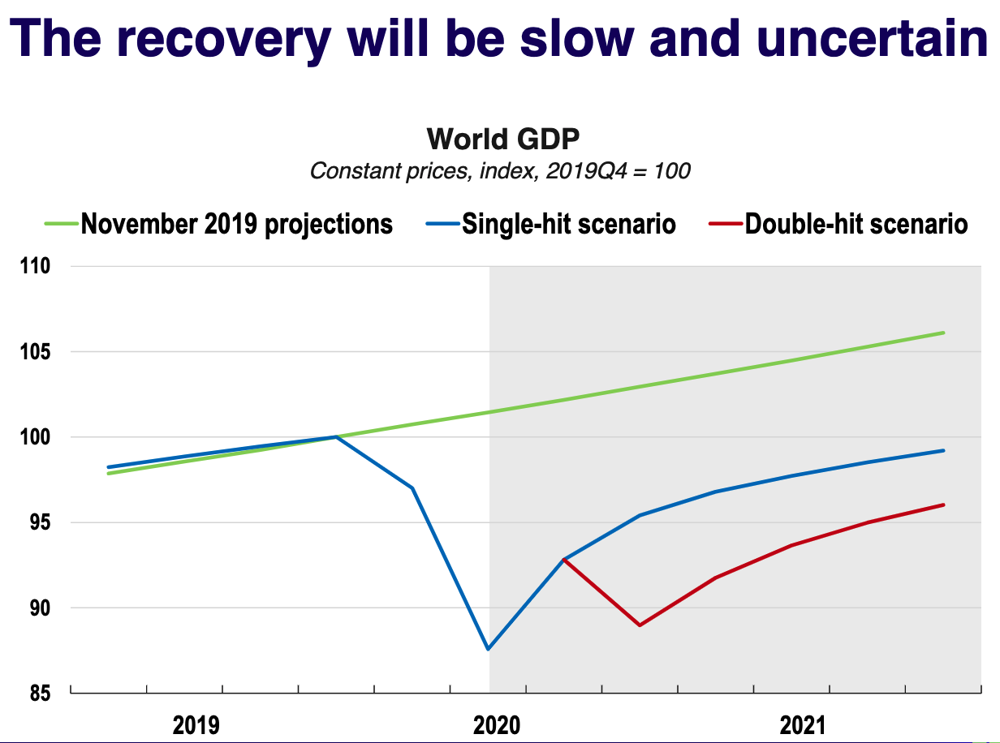 The recovery will be slow and uncertain
World GDP
Constant prices, index, 2019Q4 = 100
November 2019 projections Single-hit scenario Double-hit scenario
110
105
100
95
90
85
2019 2020 2021